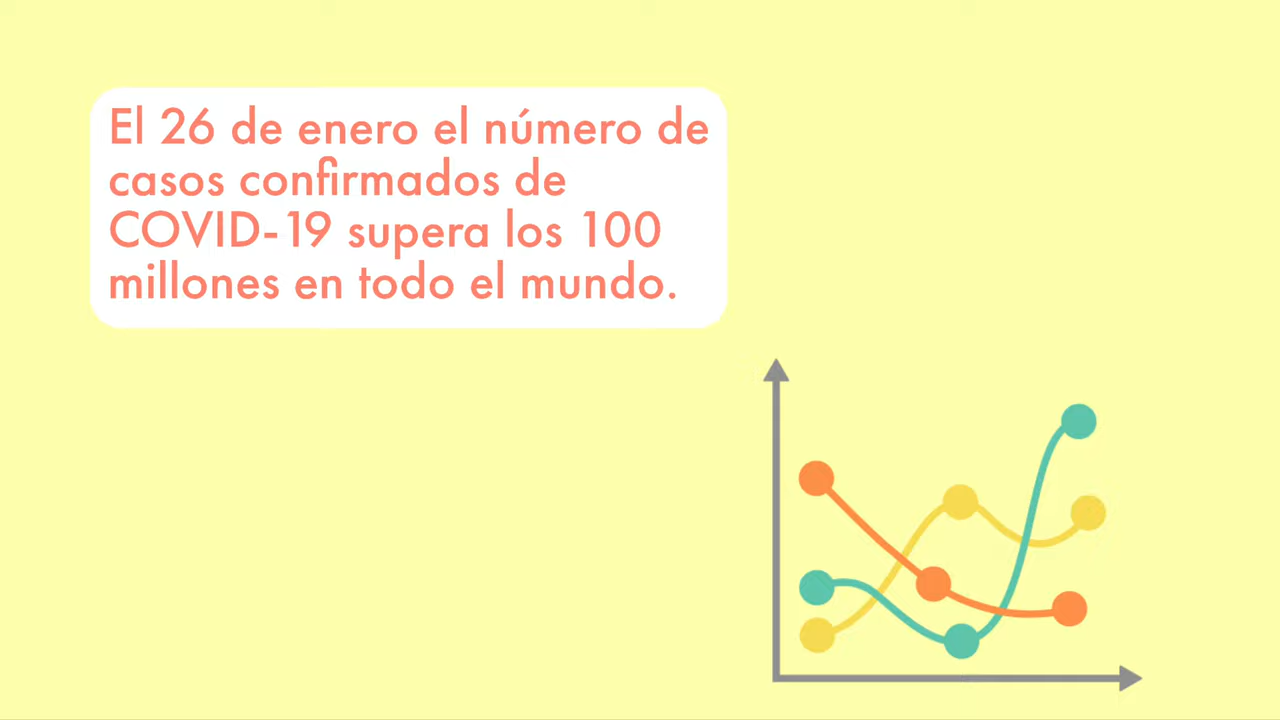 El 26 de enero el número de
casos confirmados de
COVID-19 supera los 100
millones en todo el mundo.